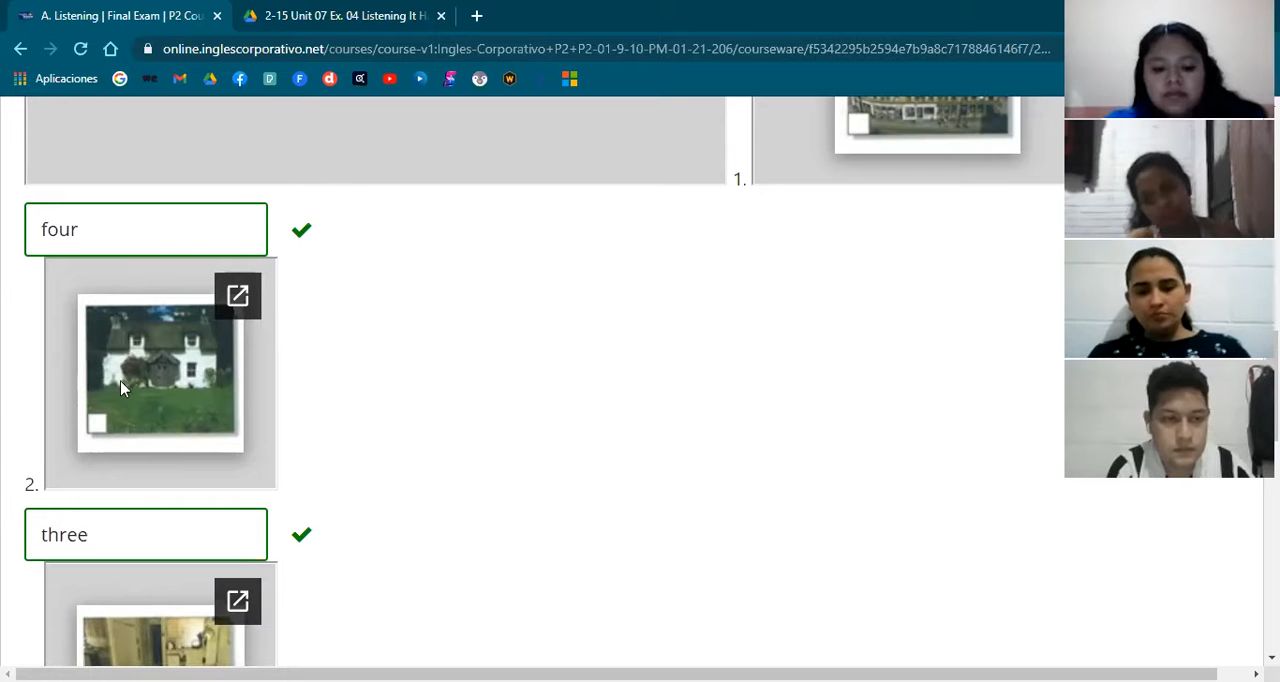 A. Listening | Final Exam | P2 Cou
2-15 Unit 07 Ex. 04 Listening It H
online.inglescorporativo.net/courses/course-v1:Ingles-Corporativo+P2+P2-01-9-10-PM-01-21-206/courseware/f5342295b2594e7b9a8c7178846146f7/2...
Aplicaciones
1.
four
2.
three